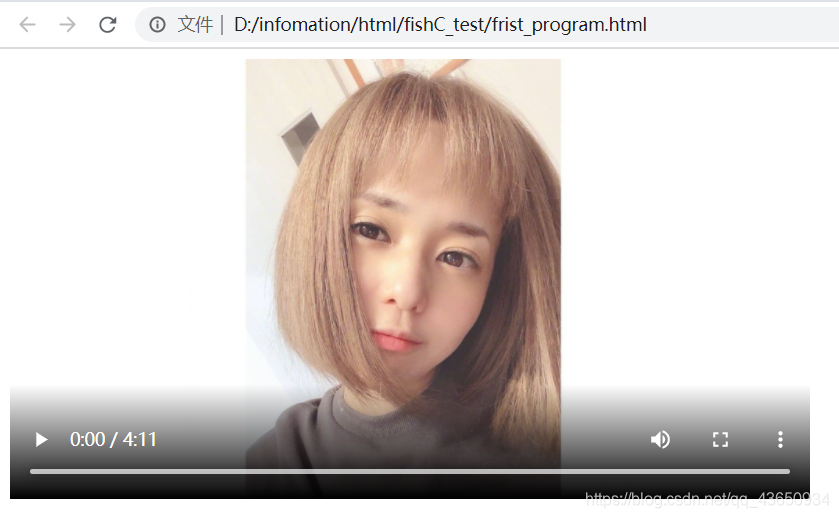 文件 | D:/infomation/html/fishC_test/frist_program.html
0:00 / 4:11
https://blog.csdn.net/qq_43650934